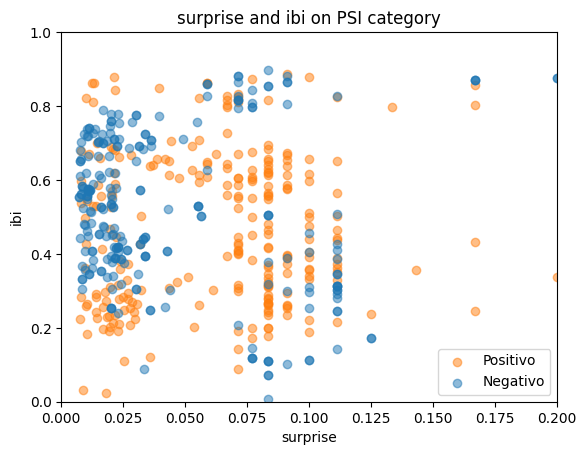 surprise and ibi on PSI category
1.0
0.8
0.6
0.4
0.2
0.0
ibi
0.000 0.025 0.050 0.075 0.100 0.125 0.150 0.175 0.200
surprise
Positivo
Negativo